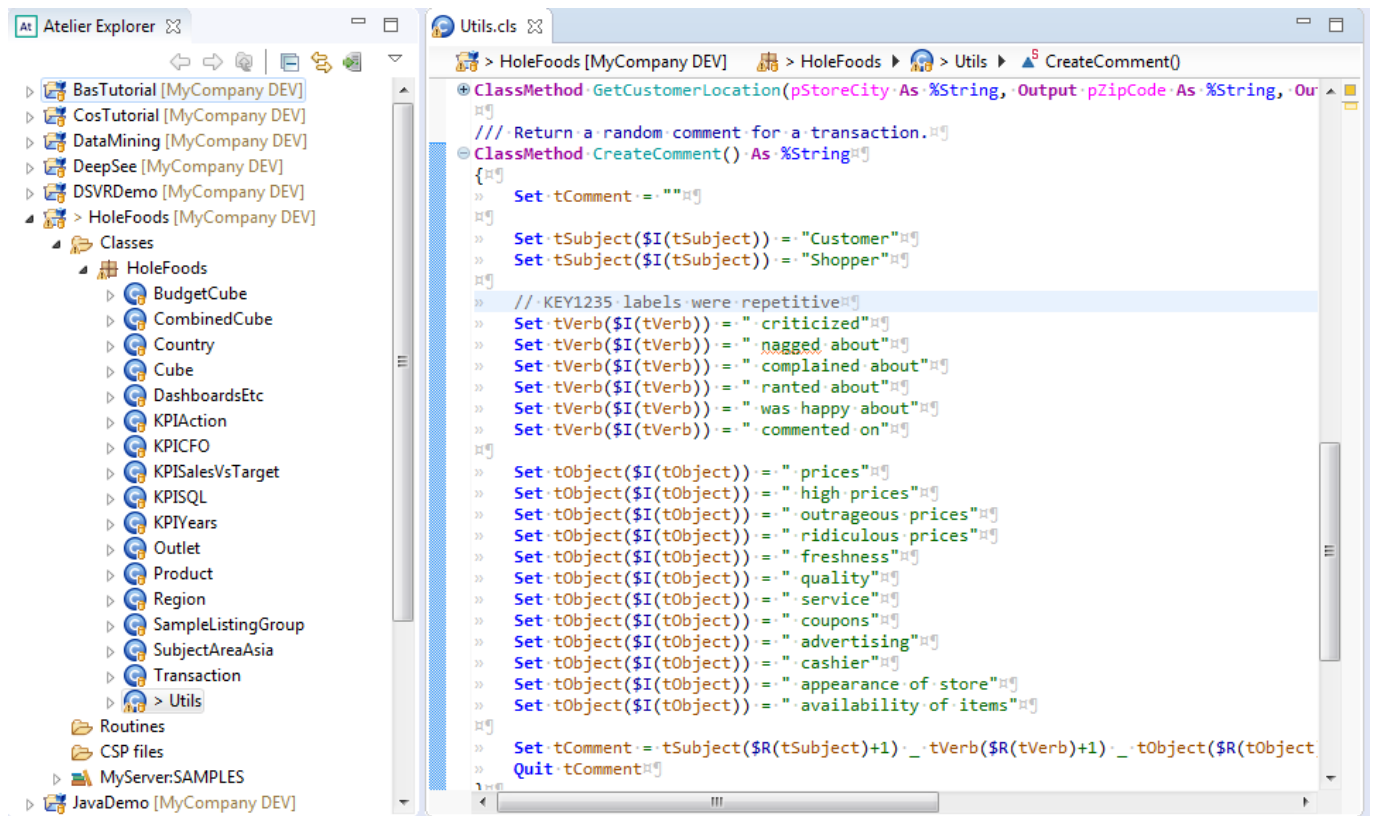 Atelier Explorer
BasTutorial [MyCompany DEV]
CosTutorial [MyCompany DEV]
DataMining [MyCompany DEV]
DeepSee [MyCompany DEV]
DSVRDemo [MyCompany DEV]
> HoleFoods [MyCompany DEV]
Classes
HoleFoods
BudgetCube
CombinedCube
Country
Cube
DashboardsEtc
KPIAction
KPICFO
KPISalesVsTarget
KPISQL
KPIYears
Outlet
Product
Region
SampleListingGroup
SubjectAreaAsia
Transaction
> Utils
Routines
CSP files
MyServer:SAMPLES
JavaDemo [MyCompany DEV]
Utils.cls
> HoleFoods [MyCompany DEV] > HoleFoods > Utils CreateComment()
ClassMethod GetCustomerLocation(pStoreCity As %String, Output pZipCode As %String, Ou
/// Return a random comment for a transaction.
ClassMethod CreateComment() As %String
{
Set tComment = ""
Set tSubject($I(tSubject)) = "Customer"
Set tSubject($I(tSubject)) = "Shopper"
// KEY1235 labels were repetitive
Set tVerb($I(tVerb)) = " criticized"
Set tVerb($I(tVerb)) = " nagged about"
Set tVerb($I(tVerb)) = " complained about"
Set tVerb($I(tVerb)) = " ranted about"
Set tVerb($I(tVerb)) = " was happy about"
Set tVerb($I(tVerb)) = " commented on"
Set tObject($I(tObject)) = " prices"
Set tObject($I(tObject)) = " high prices"
Set tObject($I(tObject)) = " outrageous prices"
Set tObject($I(tObject)) = " ridiculous prices"
Set tObject($I(tObject)) = " freshness"
Set tObject($I(tObject)) = " quality"
Set tObject($I(tObject)) = " service"
Set tObject($I(tObject)) = " coupons"
Set tObject($I(tObject)) = " advertising"
Set tObject($I(tObject)) = " cashier"
Set tObject($I(tObject)) = " appearance of store"
Set tObject($I(tObject)) = " availability of items"
Set tComment = tSubject($R(tSubject)+1) _ tVerb($R(tVerb)+1) _ tObject($R(tObject
Quit tComment
}